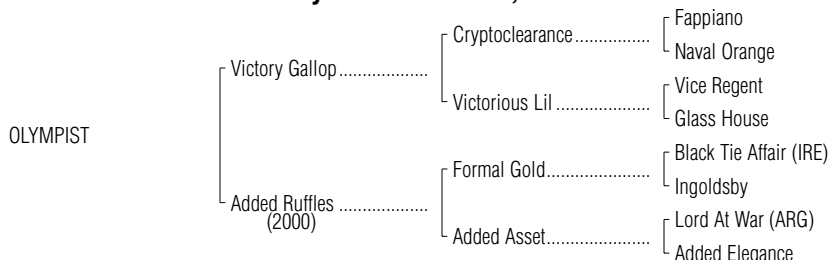 Fappiano
Cryptoclearance
Naval Orange
Victory Gallop
Vice Regent
Victorious Lil
Glass House
OLYMPIST
Black Tie Affair (IRE)
Formal Gold
Ingoldsby
Added Ruffles
(2000)
Lord At War (ARG)
Added Asset
Added Elegance